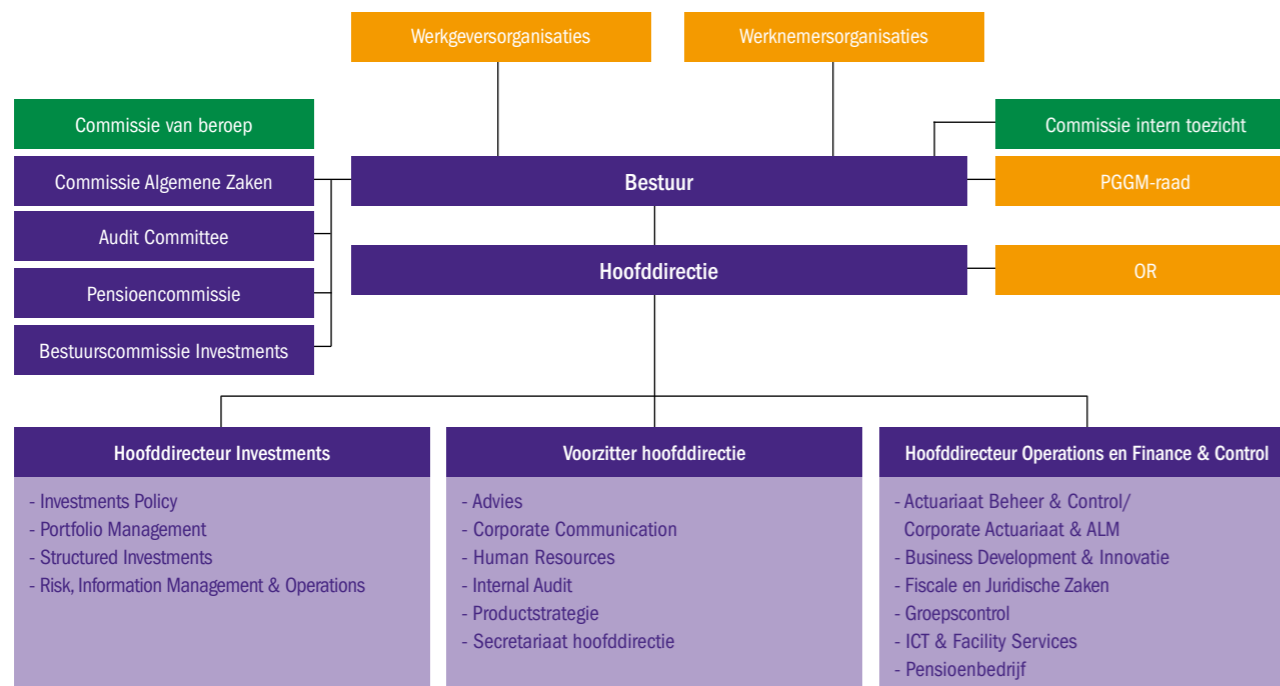 Werkgeversorganisaties
Werknemersorganisaties
Commissie van beroep
Commissie intern toezicht
Commissie Algemene Zaken
Bestuur
PGGM-raad
Audit Committee
Hoofddirectie
OR
Pensioencommissie
Bestuurscommissie Investments
Hoofddirecteur Investments
- Investments Policy
- Portfolio Management
- Structured Investments
- Risk, Information Management & Operations
Voorzitter hoofddirectie
- Advies
- Corporate Communication
- Human Resources
- Internal Audit
- Productstrategie
- Secretariaat hoofddirectie
Hoofddirecteur Operations en Finance & Control
- Actuariaat Beheer & Control/
Corporate Actuariaat & ALM
- Business Development & Innovatie
- Fiscale en Juridische Zaken
- Groepscontrol
- ICT & Facility Services
- Pensioenbedrijf